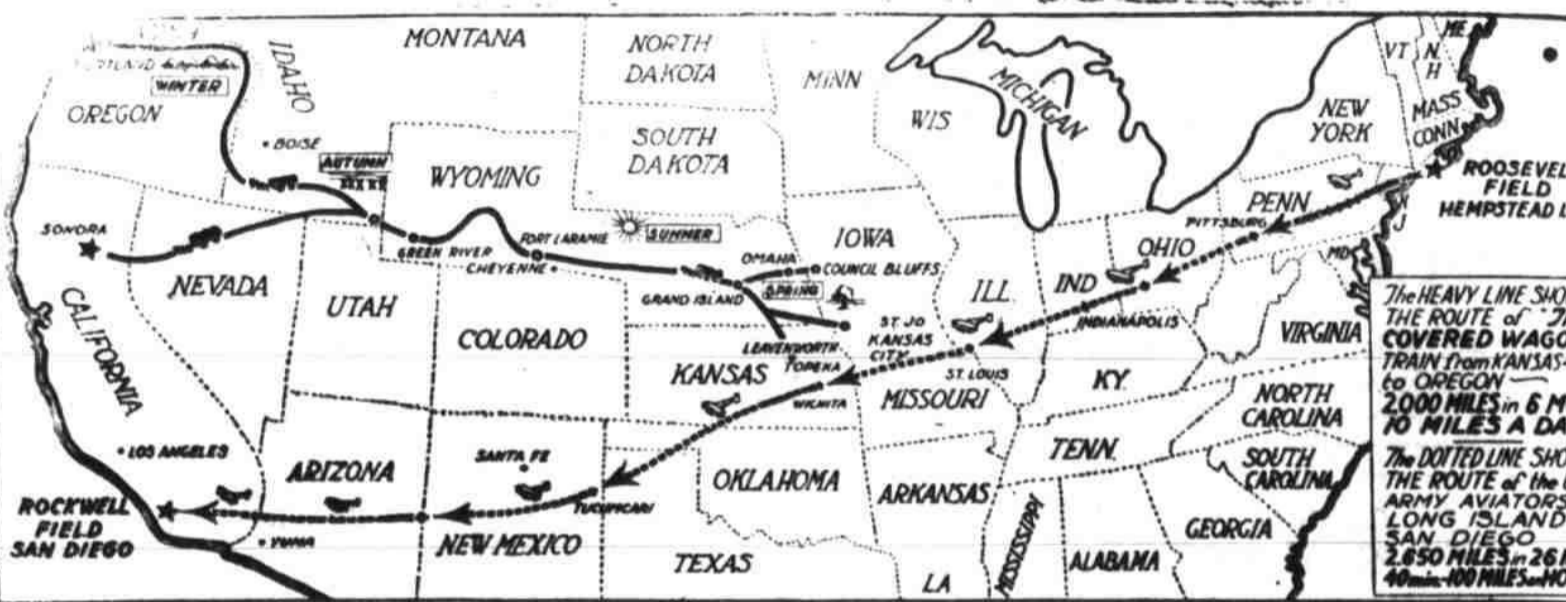 MONTANA
NORTH
DAKOTA
MINN
WIS
MICHIGAN
VT
N
H
ME
MASS
CONN
NEW
YORK
IDAHO
WINTER
OREGON
BOISE
AUTUMN
WYOMING
SOUTH
DAKOTA
SUMMER
SONORA
GREEN RIVER
FORT LARAMIE
CHEYENNE
OMAHA
COUNCIL BLUFFS
IOWA
GRAND ISLAND
SPRING
NEVADA
UTAH
COLORADO
CALIFORNIA
LEAVENWORTH
TOPEKA
ST. JO
KANSAS
CITY
KANSAS
WICHITA
ILL.
IND
OHIO
PENN
PITTSBURG
N
J
MD
ROOSEVEL
FIELD
HEMPSTEAD
INDIANAPOLIS
ST. LOUIS
MISSOURI
KY.
VIRGINIA
NORTH
CAROLINA
TENN.
SOUTH
CAROLINA
GEORGIA
ALABAMA
MISSISSIPPI
ARKANSAS
LA
OKLAHOMA
TEXAS
TUCUMCARI
SANTA FE
NEW MEXICO
ARIZONA
LOS ANGELES
YUMA
ROCKWELL
FIELD
SAN DIEGO
The HEAVY LINE SHO
THE ROUTE of
COVERED WAGO
TRAIN from KANSAS-
to OREGON
2000 MILES in 6 M
10 MILES A DA
The DOTTED LINE SHO
THE ROUTE of the
ARMY AVIATOR
LONG ISLAND
SAN DIEGO
2,650 MILES in 26
40 min-100 MILES an HO